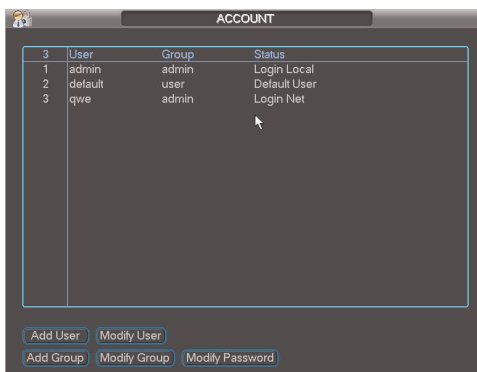 ACCOUNT
3 User Group Status
1 admin admin Login Local
2 default user Default User
3 qwe admin Login Net
Add User Modify User
Add Group Modify Group Modify Password